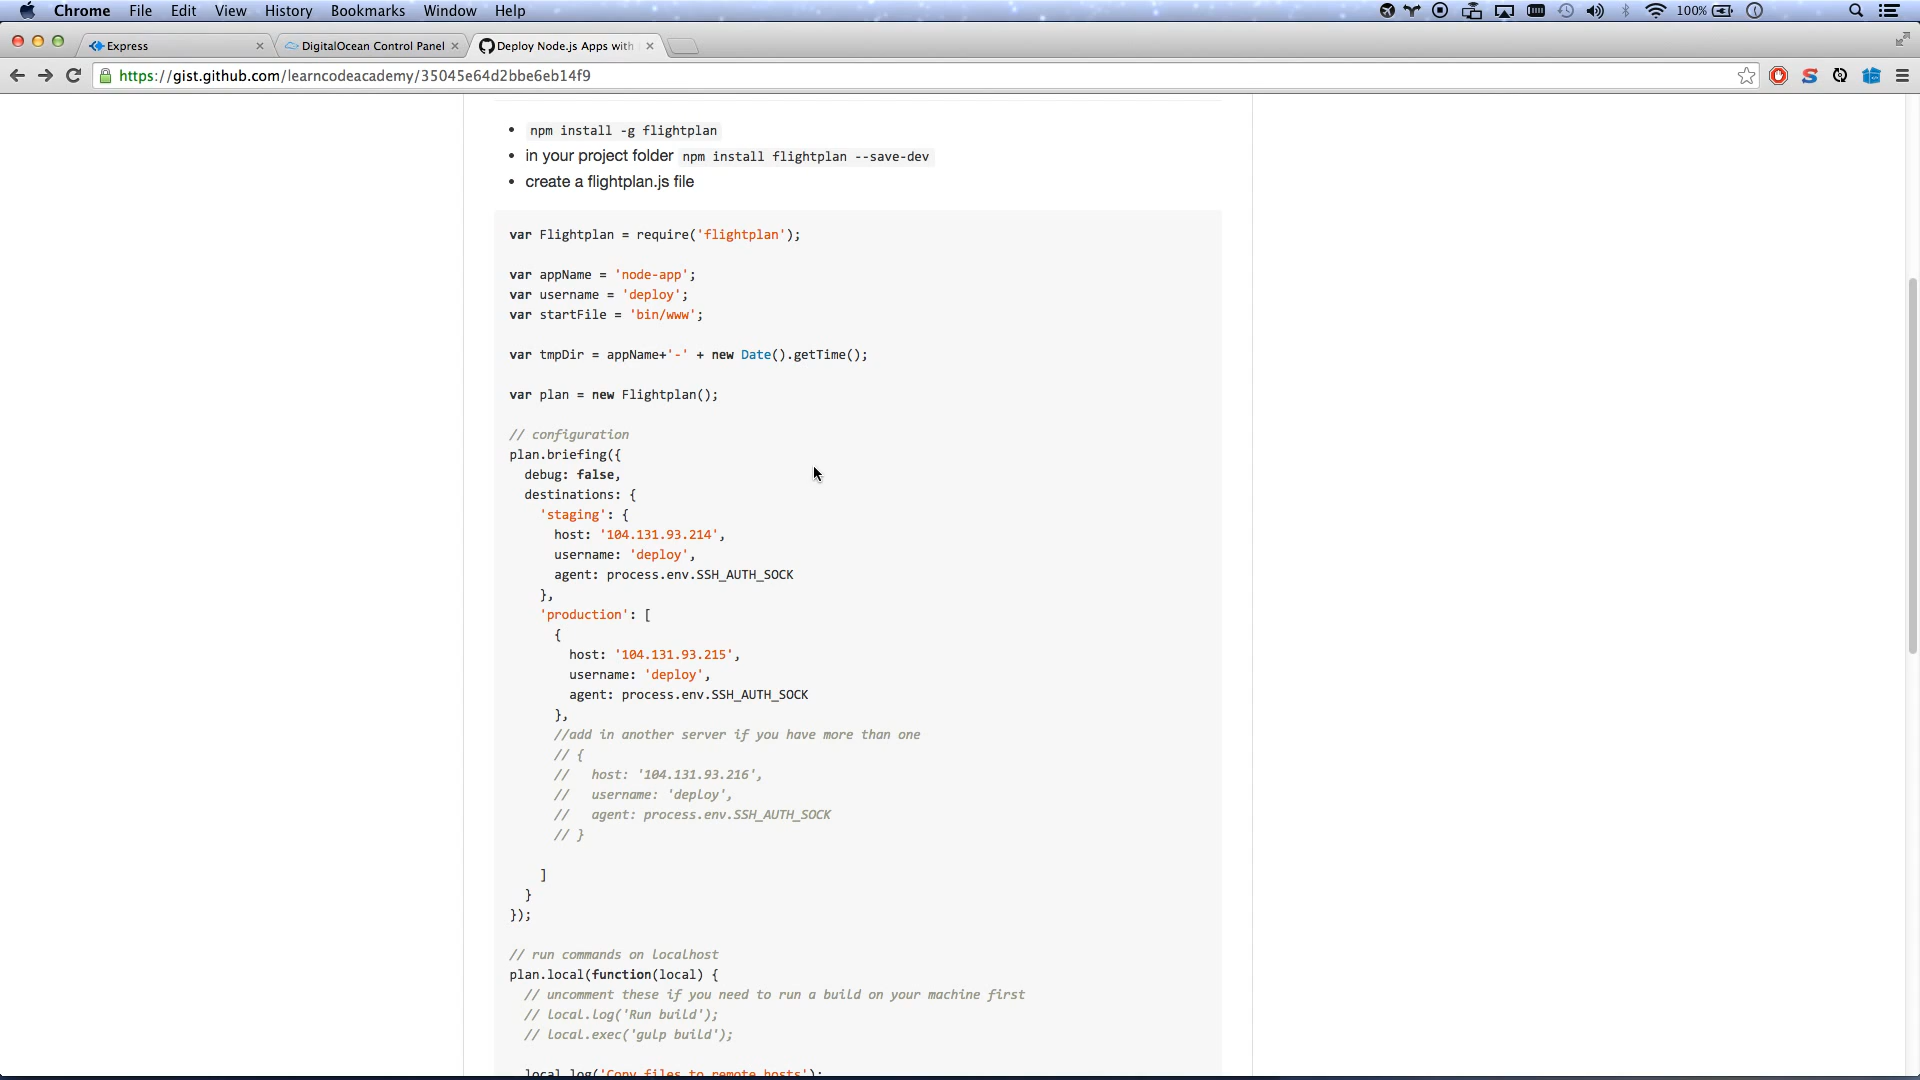 Chrome File Edit View History Bookmarks Window Help 100%
Express DigitalOcean Control Panel Deploy Node.js Apps with
https://gist.github.com/learncodeacademy/35045e64d2bbe6eb14f9
• npm install -g flightplan
• in your project folder npm install flightplan --save-dev
• create a flightplan.js file
var Flightplan = require('flightplan');
var appName = 'node-app';
var username = 'deploy';
var startFile = 'bin/www';
var tmpDir = appName+'-' + new Date().getTime();
var plan = new Flightplan();
// configuration
plan.briefing({
debug: false,
destinations: {
'staging': {
host: '104.131.93.214',
username: 'deploy',
agent: process.env.SSH_AUTH_SOCK
},
'production': [
{
host: '104.131.93.215',
username: 'deploy',
agent: process.env.SSH_AUTH_SOCK
},
//add in another server if you have more than one
// {
//   host: '104.131.93.216',
//   username: 'deploy',
//   agent: process.env.SSH_AUTH_SOCK
// }
]
}
});
// run commands on localhost
plan.local(function(local) {
// uncomment these if you need to run a build on your machine first
// local.log('Run build');
// local.exec('gulp build');
local.log('Copy files to remote hosts');